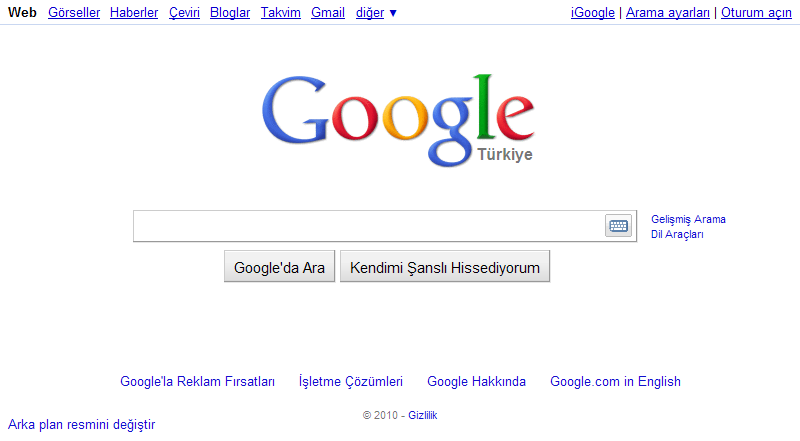 Web Görseller Haberler Çeviri Bloglar Takvim Gmail diğer ▼ iGoogle | Arama ayarları | Oturum açın
Google
Türkiye
Gelişmiş Arama
Dil Araçları
Google'da Ara Kendimi Şanslı Hissediyorum
Google'la Reklam Fırsatları İşletme Çözümleri Google Hakkında Google.com in English
© 2010 - Gizlilik
Arka plan resmini değiştir